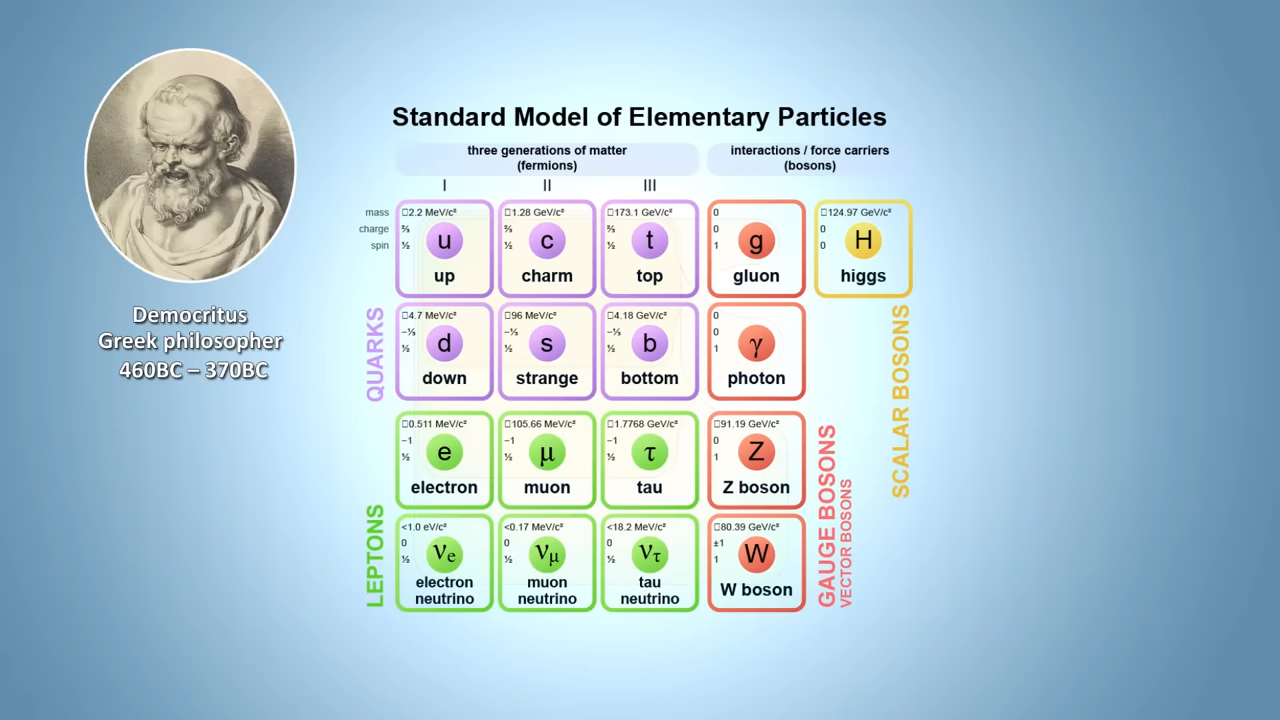 Standard Model of Elementary Particles
three generations of matter
(fermions)
interactions / force carriers
(bosons)
I
II
III
mass
charge
spin
2.2 MeV/c²
⅔
½
u
up
1.28 GeV/c²
⅔
½
c
charm
173.1 GeV/c²
⅔
½
t
top
0
0
1
g
gluon
124.97 GeV/c²
0
0
H
higgs
QUARKS
4.7 MeV/c²
−⅓
½
d
down
96 MeV/c²
−⅓
½
s
strange
4.18 GeV/c²
−⅓
½
b
bottom
0
0
1
γ
photon
SCALAR BOSONS
LEPTONS
0.511 MeV/c²
−1
½
e
electron
105.66 MeV/c²
−1
½
μ
muon
1.7768 GeV/c²
−1
½
τ
tau
91.19 GeV/c²
0
1
Z
Z boson
<1.0 eV/c²
0
½
νe
electron
neutrino
<0.17 MeV/c²
0
½
νμ
muon
neutrino
<18.2 MeV/c²
0
½
ντ
tau
neutrino
80.39 GeV/c²
±1
1
W
W boson
GAUGE BOSONS
VECTOR BOSONS
Democritus
Greek philosopher
460BC – 370BC